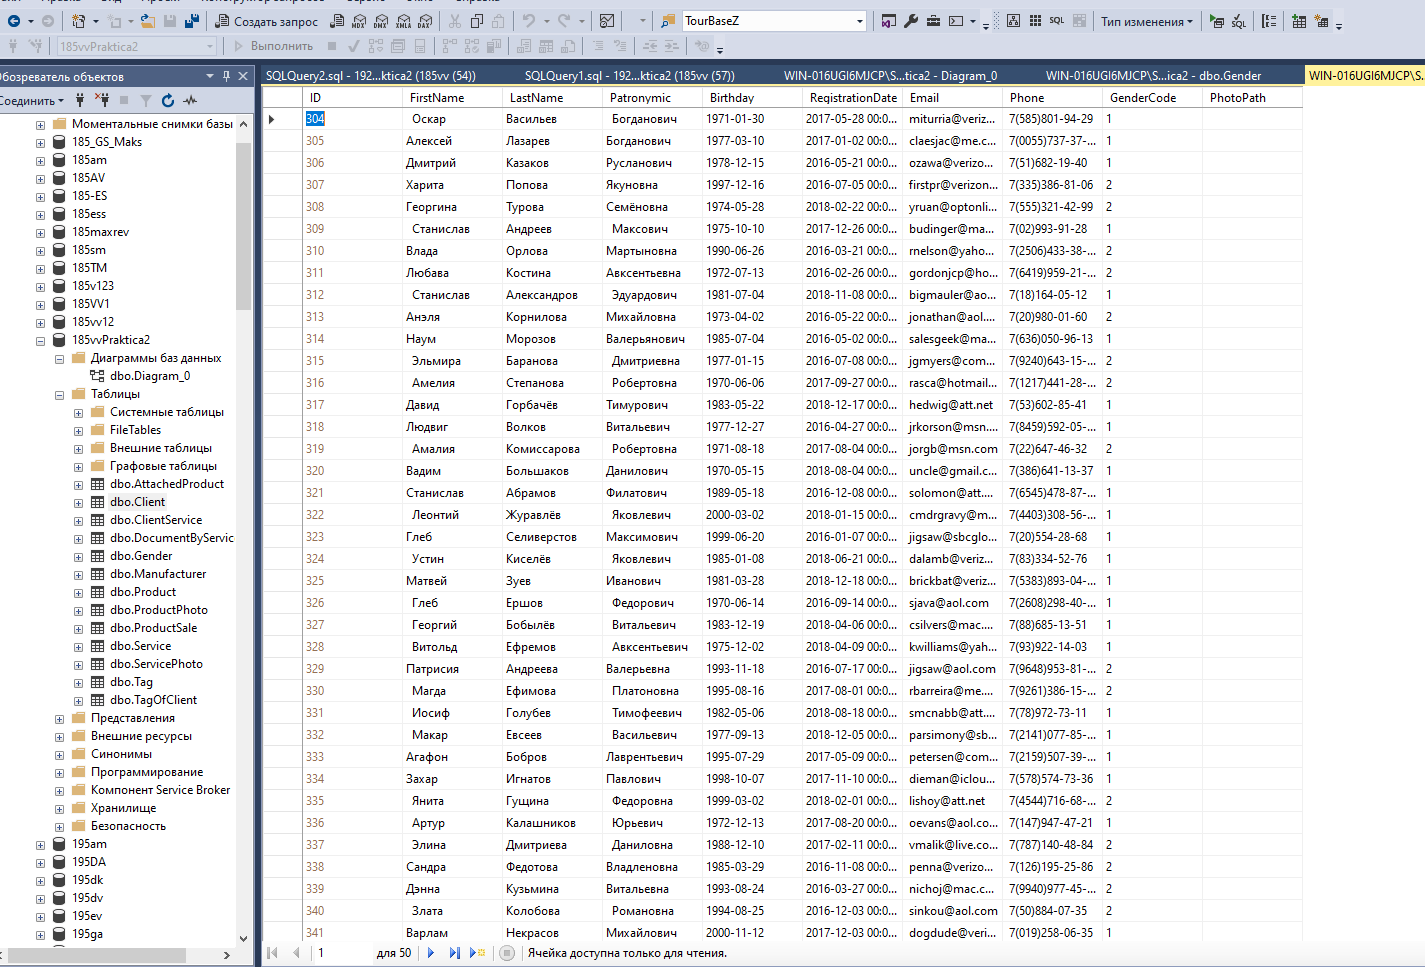 Создать запрос
MDX
DMX
XMLA
DAX
TourBaseZ
SQL
Тип изменения
SQL
185vvPraktica2
Выполнить
SQLQuery2.sql - 192...ktica2 (185vv (54))
SQLQuery1.sql - 192...ktica2 (185vv (57))
WIN-016UGI6MJCP\S...tica2 - Diagram_0
WIN-016UGI6MJCP\S...ica2 - dbo.Gender
WIN-016UGI6MJCP\S...
бозреватель объектов
Соединить
Моментальные снимки базы
185_GS_Maks
185am
185AV
185-ES
185ess
185maxrev
185sm
185TM
185v123
185VV1
185vv12
185vvPraktica2
Диаграммы баз данных
dbo.Diagram_0
Таблицы
Системные таблицы
FileTables
Внешние таблицы
Графовые таблицы
dbo.AttachedProduct
dbo.Client
dbo.ClientService
dbo.DocumentByServic
dbo.Gender
dbo.Manufacturer
dbo.Product
dbo.ProductPhoto
dbo.ProductSale
dbo.Service
dbo.ServicePhoto
dbo.Tag
dbo.TagOfClient
Представления
Внешние ресурсы
Синонимы
Программирование
Компонент Service Broker
Хранилище
Безопасность
195am
195DA
195dk
195dv
195ev
195ga
ID FirstName LastName Patronymic Birthday RegistrationDate Email Phone GenderCode PhotoPath
304 Оскар Васильев Богданович 1971-01-30 2017-05-28 00:0... miturria@veriz... 7(585)801-94-29 1
305 Алексей Лазарев Богданович 1977-03-10 2017-01-02 00:0... claesjac@me.c... 7(0055)737-37-... 1
306 Дмитрий Казаков Русланович 1978-12-15 2016-05-21 00:0... ozawa@verizo... 7(51)682-19-40 1
307 Харита Попова Якуновна 1997-12-16 2016-07-05 00:0... firstpr@verizon... 7(335)386-81-06 2
308 Георгина Турова Семёновна 1974-05-28 2018-02-22 00:0... yruan@optonli... 7(555)321-42-99 2
309 Станислав Андреев Максович 1975-10-10 2017-12-26 00:0... budinger@ma... 7(02)993-91-28 1
310 Влада Орлова Мартыновна 1990-06-26 2016-03-21 00:0... rnelson@yaho... 7(2506)433-38-... 2
311 Любава Костина Авксентьевна 1972-07-13 2016-02-26 00:0... gordonjcp@ho... 7(6419)959-21-... 2
312 Станислав Александров Эдуардович 1981-07-04 2018-11-08 00:0... bigmauler@ao... 7(18)164-05-12 1
313 Анэля Корнилова Михайловна 1973-04-02 2016-05-22 00:0... jonathan@aol.... 7(20)980-01-60 2
314 Наум Морозов Валерьянович 1985-07-04 2016-05-02 00:0... salesgeek@ma... 7(636)050-96-13 1
315 Эльмира Баранова Дмитриевна 1977-01-15 2016-07-08 00:0... jgmyers@com... 7(9240)643-15-... 2
316 Амелия Степанова Робертовна 1970-06-06 2017-09-27 00:0... rasca@hotmail... 7(1217)441-28-... 2
317 Давид Горбачёв Тимурович 1983-05-22 2018-12-17 00:0... hedwig@att.net 7(53)602-85-41 1
318 Людвиг Волков Витальевич 1977-12-27 2016-04-27 00:0... jrkorson@msn.... 7(8459)592-05-... 1
319 Амалия Комиссарова Робертовна 1971-08-18 2017-08-04 00:0... jorgb@msn.com 7(22)647-46-32 2
320 Вадим Большаков Данилович 1970-05-15 2018-08-04 00:0... uncle@gmail.c... 7(386)641-13-37 1
321 Станислав Абрамов Филатович 1989-05-18 2016-12-08 00:0... solomon@att.... 7(6545)478-87-... 1
322 Леонтий Журавлёв Яковлевич 2000-03-02 2018-01-15 00:0... cmdrgravy@m... 7(4403)308-56-... 1
323 Глеб Селиверстов Максимович 1999-06-20 2016-01-07 00:0... jigsaw@sbcglo... 7(20)554-28-68 1
324 Устин Киселёв Яковлевич 1985-01-08 2018-06-21 00:0... dalamb@veriz... 7(83)334-52-76 1
325 Матвей Зуев Иванович 1981-03-28 2018-12-18 00:0... brickbat@veriz... 7(5383)893-04-... 1
326 Глеб Ершов Федорович 1970-06-14 2016-09-14 00:0... sjava@aol.com 7(2608)298-40-... 1
327 Георгий Бобылёв Витальевич 1983-12-19 2018-04-06 00:0... csilvers@mac.... 7(88)685-13-51 1
328 Витольд Ефремов Авксентьевич 1975-12-02 2018-04-09 00:0... kwilliams@yah... 7(93)922-14-03 1
329 Патрисия Андреева Валерьевна 1993-11-18 2016-07-17 00:0... jigsaw@aol.com 7(9648)953-81-... 2
330 Магда Ефимова Платоновна 1995-08-16 2017-08-01 00:0... rbarreira@me.... 7(9261)386-15-... 2
331 Иосиф Голубев Тимофеевич 1982-05-06 2018-08-18 00:0... smcnabb@att.... 7(78)972-73-11 1
332 Макар Евсеев Васильевич 1977-09-13 2018-12-05 00:0... parsimony@sb... 7(2141)077-85-... 1
333 Агафон Бобров Лаврентьевич 1995-07-29 2017-05-09 00:0... petersen@com... 7(2159)507-39-... 1
334 Захар Игнатов Павлович 1998-10-07 2017-11-10 00:0... dieman@iclou... 7(578)574-73-36 1
335 Янита Гущина Федоровна 1999-03-02 2018-02-01 00:0... lishoy@att.net 7(4544)716-68-... 2
336 Артур Калашников Юрьевич 1972-12-13 2017-08-20 00:0... oevans@aol.co... 7(147)947-47-21 1
337 Элина Дмитриева Даниловна 1988-12-10 2017-02-11 00:0... vmalik@live.co... 7(787)140-48-84 2
338 Сандра Федотова Владленовна 1985-03-29 2016-11-08 00:0... penna@verizo... 7(126)195-25-86 2
339 Дэнна Кузьмина Витальевна 1993-08-24 2016-03-27 00:0... nichoj@mac.c... 7(9940)977-45-... 2
340 Злата Колобова Романовна 1994-08-25 2016-12-03 00:0... sinkou@aol.com 7(50)884-07-35 2
341 Варлам Некрасов Михайлович 2000-11-12 2017-12-03 00:0... dogdude@veri... 7(019)258-06-35 1
1 для 50 Ячейка доступна только для чтения.